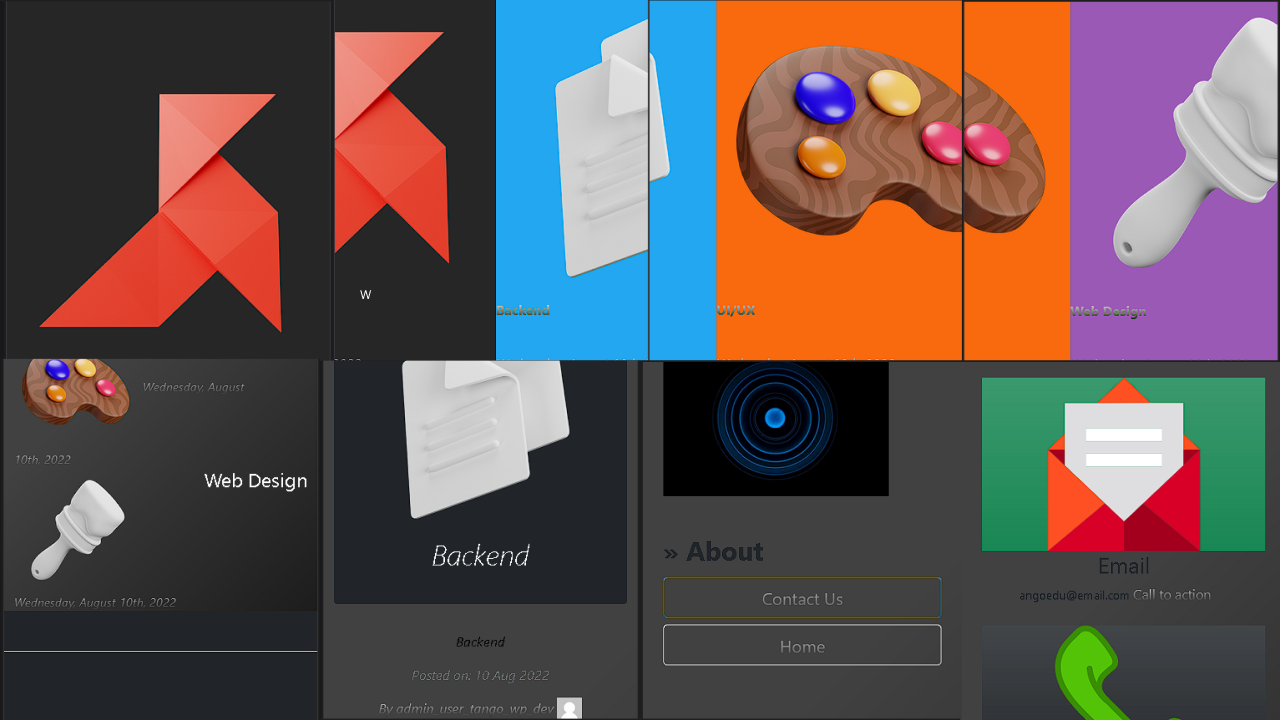 W
Backend
UI/UX
Web Design
Wednesday, August
10th, 2022
Web Design
Wednesday, August 10th, 2022
Backend
Backend
Posted on: 10 Aug 2022
By admin_user_tango_wp_dev
» About
Contact Us
Home
Email
angoedu@email.com Call to action